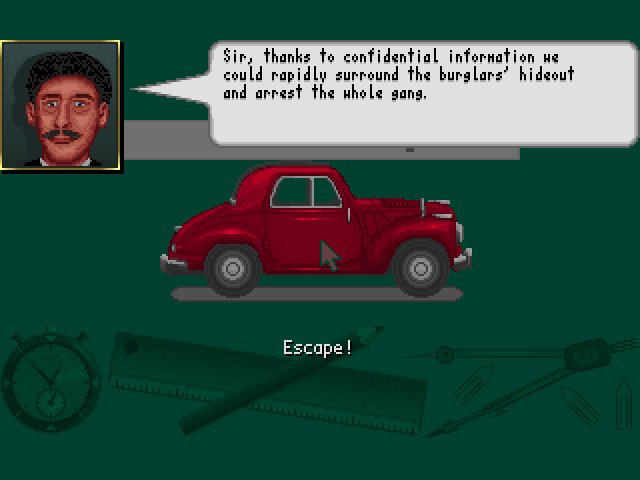 Sir, thanks to confidential information we
could rapidly surround the burglars' hideout
and arrest the whole gang.
Escape!